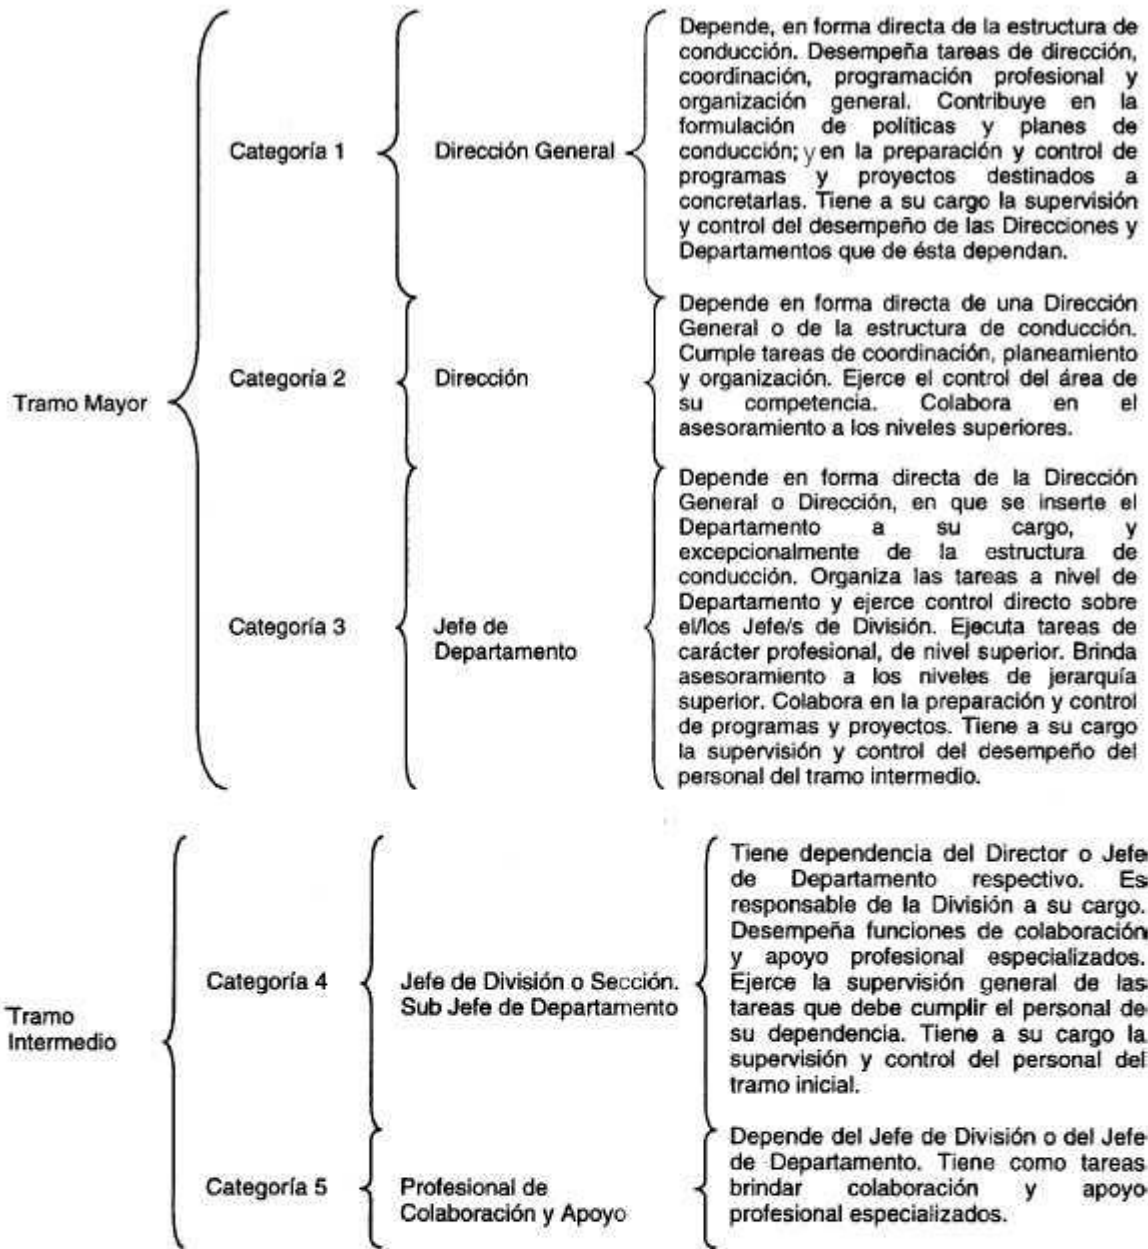 Tramo Mayor
Categoría 1
Dirección General
Depende, en forma directa de la estructura de
conducción. Desempeña tareas de dirección,
coordinación, programación profesional y
organización general. Contribuye en la
formulación de políticas y planes de
conducción; y en la preparación y control de
programas y proyectos destinados a
concretarlas. Tiene a su cargo la supervisión
y control del desempeño de las Direcciones y
Departamentos que de ésta dependan.
Categoría 2
Dirección
Depende en forma directa de una Dirección
General o de la estructura de conducción.
Cumple tareas de coordinación, planeamiento
y organización. Ejerce el control del área de
su competencia. Colabora en el
asesoramiento a los niveles superiores.
Categoría 3
Jefe de
Departamento
Depende en forma directa de la Dirección
General o Dirección, en que se inserte el
Departamento a su cargo, y
excepcionalmente de la estructura de
conducción. Organiza las tareas a nivel de
Departamento y ejerce control directo sobre
el/los Jefe/s de División. Ejecuta tareas de
carácter profesional, de nivel superior. Brinda
asesoramiento a los niveles de jerarquía
superior. Colabora en la preparación y control
de programas y proyectos. Tiene a su cargo
la supervisión y control del desempeño del
personal del tramo intermedio.
Tramo
Intermedio
Categoría 4
Jefe de División o Sección.
Sub Jefe de Departamento
Tiene dependencia del Director o Jefe
de Departamento respectivo. Es
responsable de la División a su cargo.
Desempeña funciones de colaboración
y apoyo profesional especializados.
Ejerce la supervisión general de las
tareas que debe cumplir el personal de
su dependencia. Tiene a su cargo la
supervisión y control del personal del
tramo inicial.
Categoría 5
Profesional de
Colaboración y Apoyo
Depende del Jefe de División o del Jefe
de Departamento. Tiene como tareas
brindar colaboración y apoyo
profesional especializados.